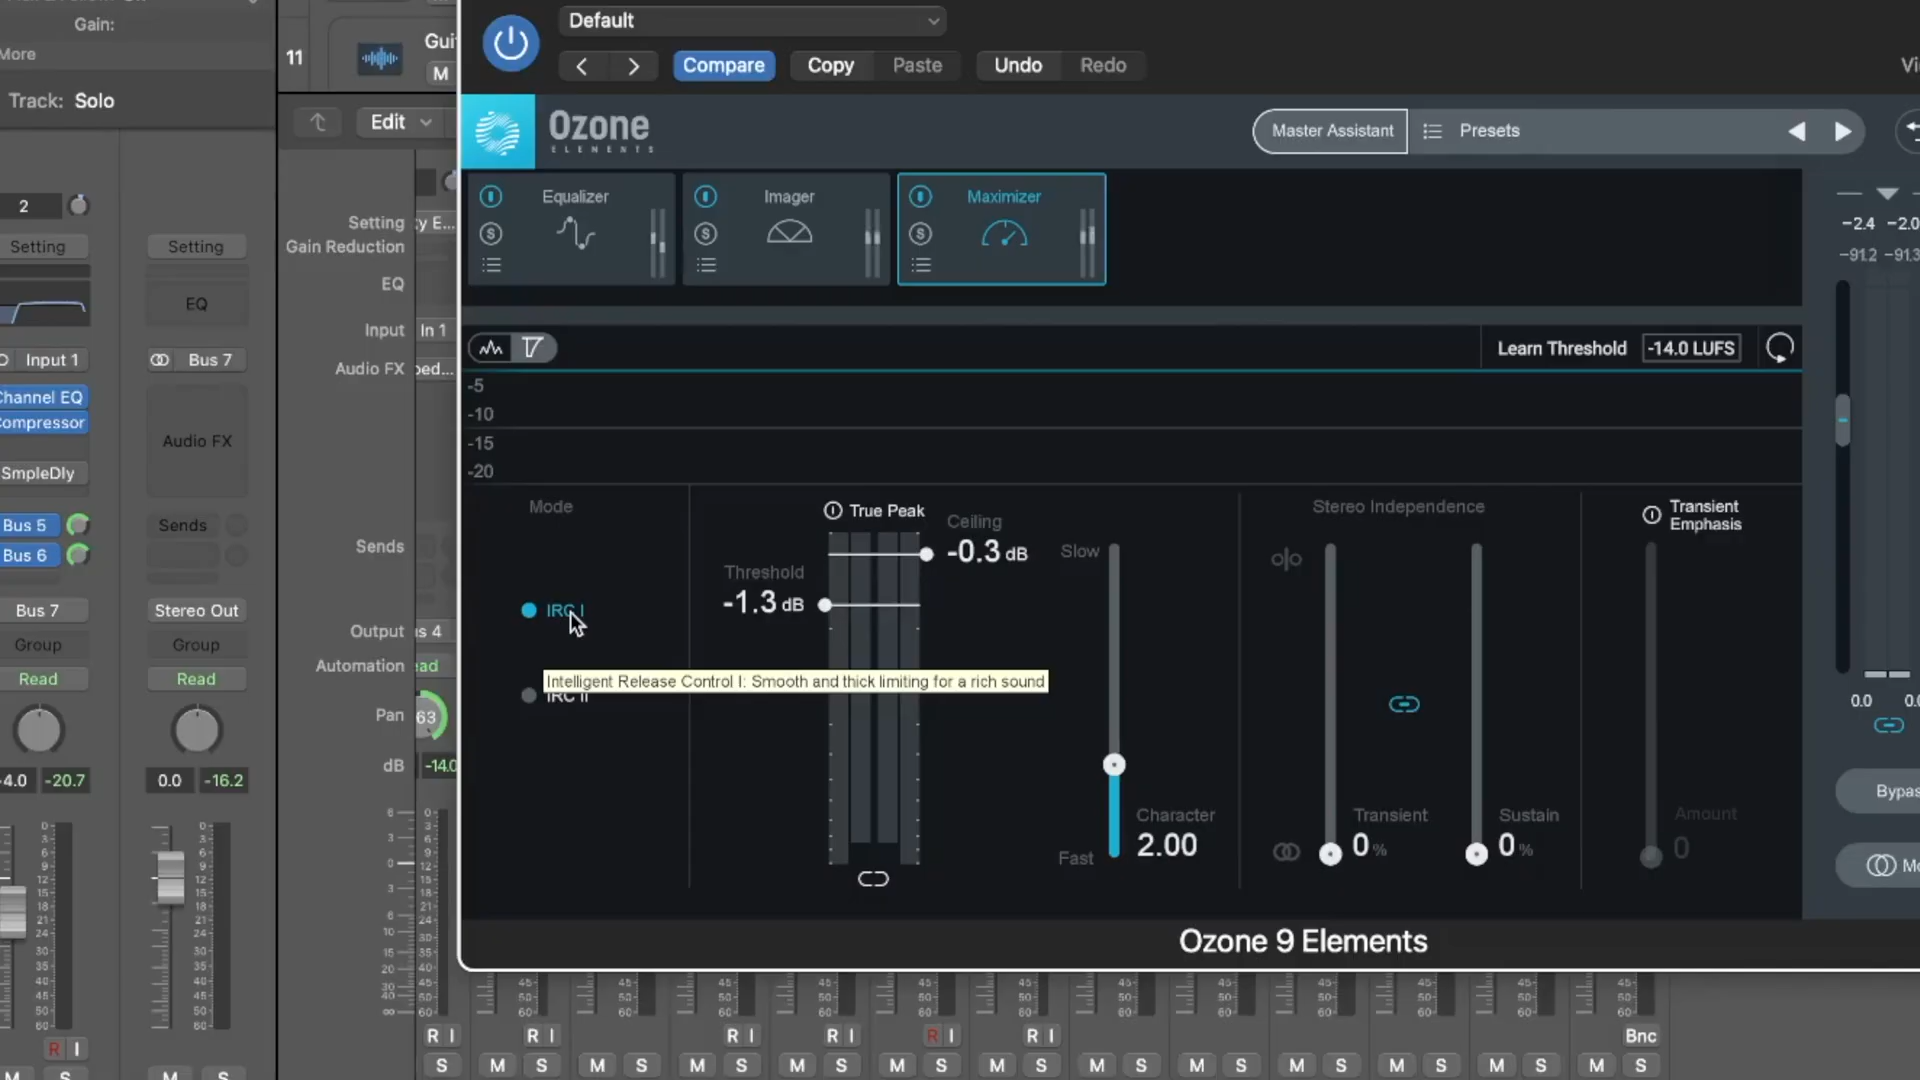 Gain:
More
Track: Solo
2
Setting
Setting
EQ
Input 1
Bus 7
Channel EQ
Compressor
Audio FX
SmpleDly
Bus 5
Sends
Bus 6
Bus 7
Stereo Out
Group
Group
Read
Read
-4.0
-20.7
0.0
-16.2
R I
M
S
M
S
11
Gui
M
Edit
Setting
Gain Reduction
EQ
Input
In 1
Audio FX
Sends
Output
Automation
Pan
63
dB
-14.0
Default
Compare
Copy
Paste
Undo
Redo
Vi
Ozone
ELEMENTS
Master Assistant
Presets
Equalizer
S
Imager
S
Maximizer
S
-2.4 -2.0
-91.2 -91.3
Learn Threshold
-14.0 LUFS
-5
-10
-15
-20
Mode
IRC I
Intelligent Release Control I: Smooth and thick limiting for a rich sound
IRC II
True Peak
Ceiling
-0.3 dB
Threshold
-1.3 dB
Slow
Fast
Character
2.00
Stereo Independence
Transient
0 %
Sustain
0 %
Transient
Emphasis
Amount
0
0.0
Bypas
Ozone 9 Elements
R I
R I
R I
R I
R I
R I
Bnc
S
M S
M S
M S
M S
M S
M S
M S
M S
M S
M S
M S
M S